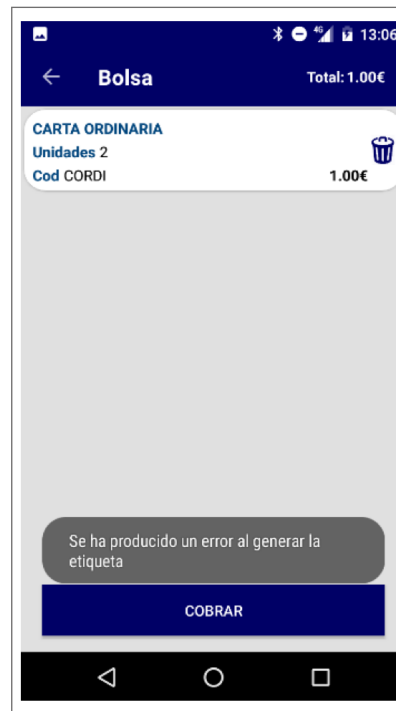 4G 13:06
Bolsa Total: 1.00€
CARTA ORDINARIA
Unidades 2
Cod CORDI 1.00€
Se ha producido un error al generar la
etiqueta
COBRAR